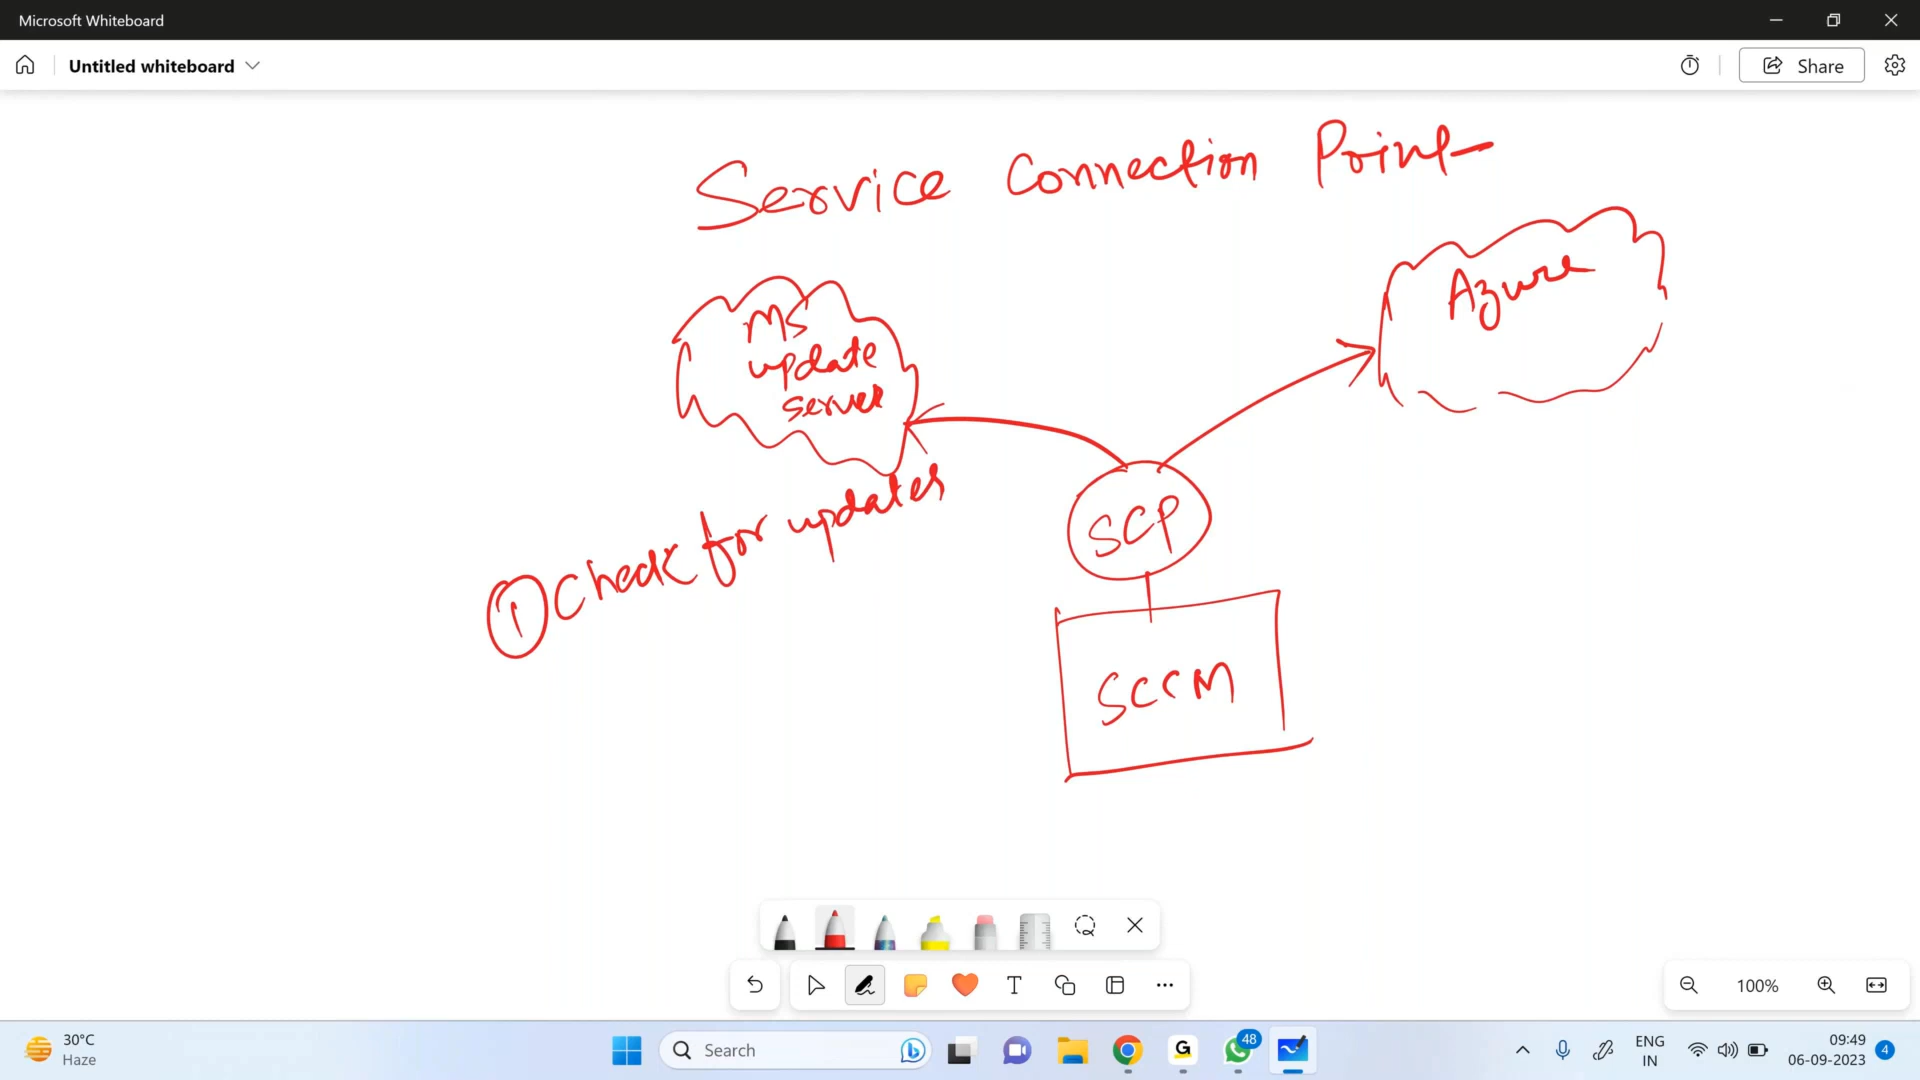 Microsoft Whiteboard
Untitled whiteboard
Share
Service Connection Point
Azure
MS
update
server
① Check for updates
SCP
SCCM
T
100%
30°C
Haze
Search
G
48
ENG
IN
09:49
06-09-2023
4